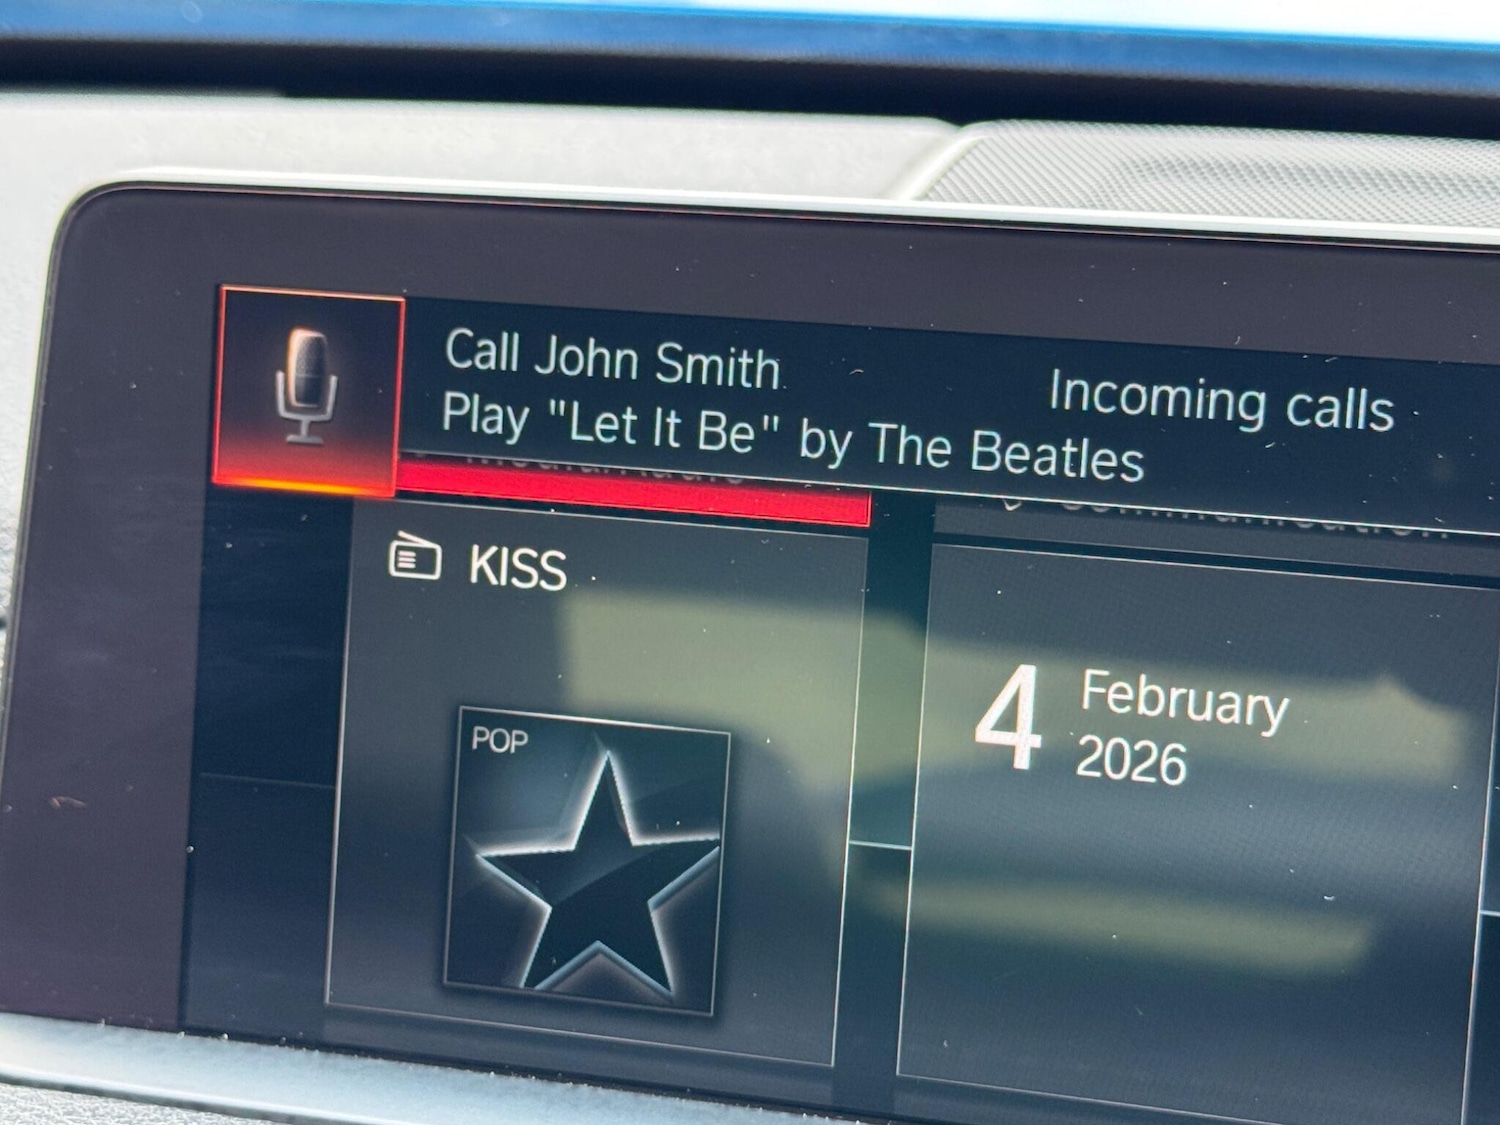 Call John Smith
Incoming calls
Play "Let It Be" by The Beatles
KISS
POP
4
February
2026